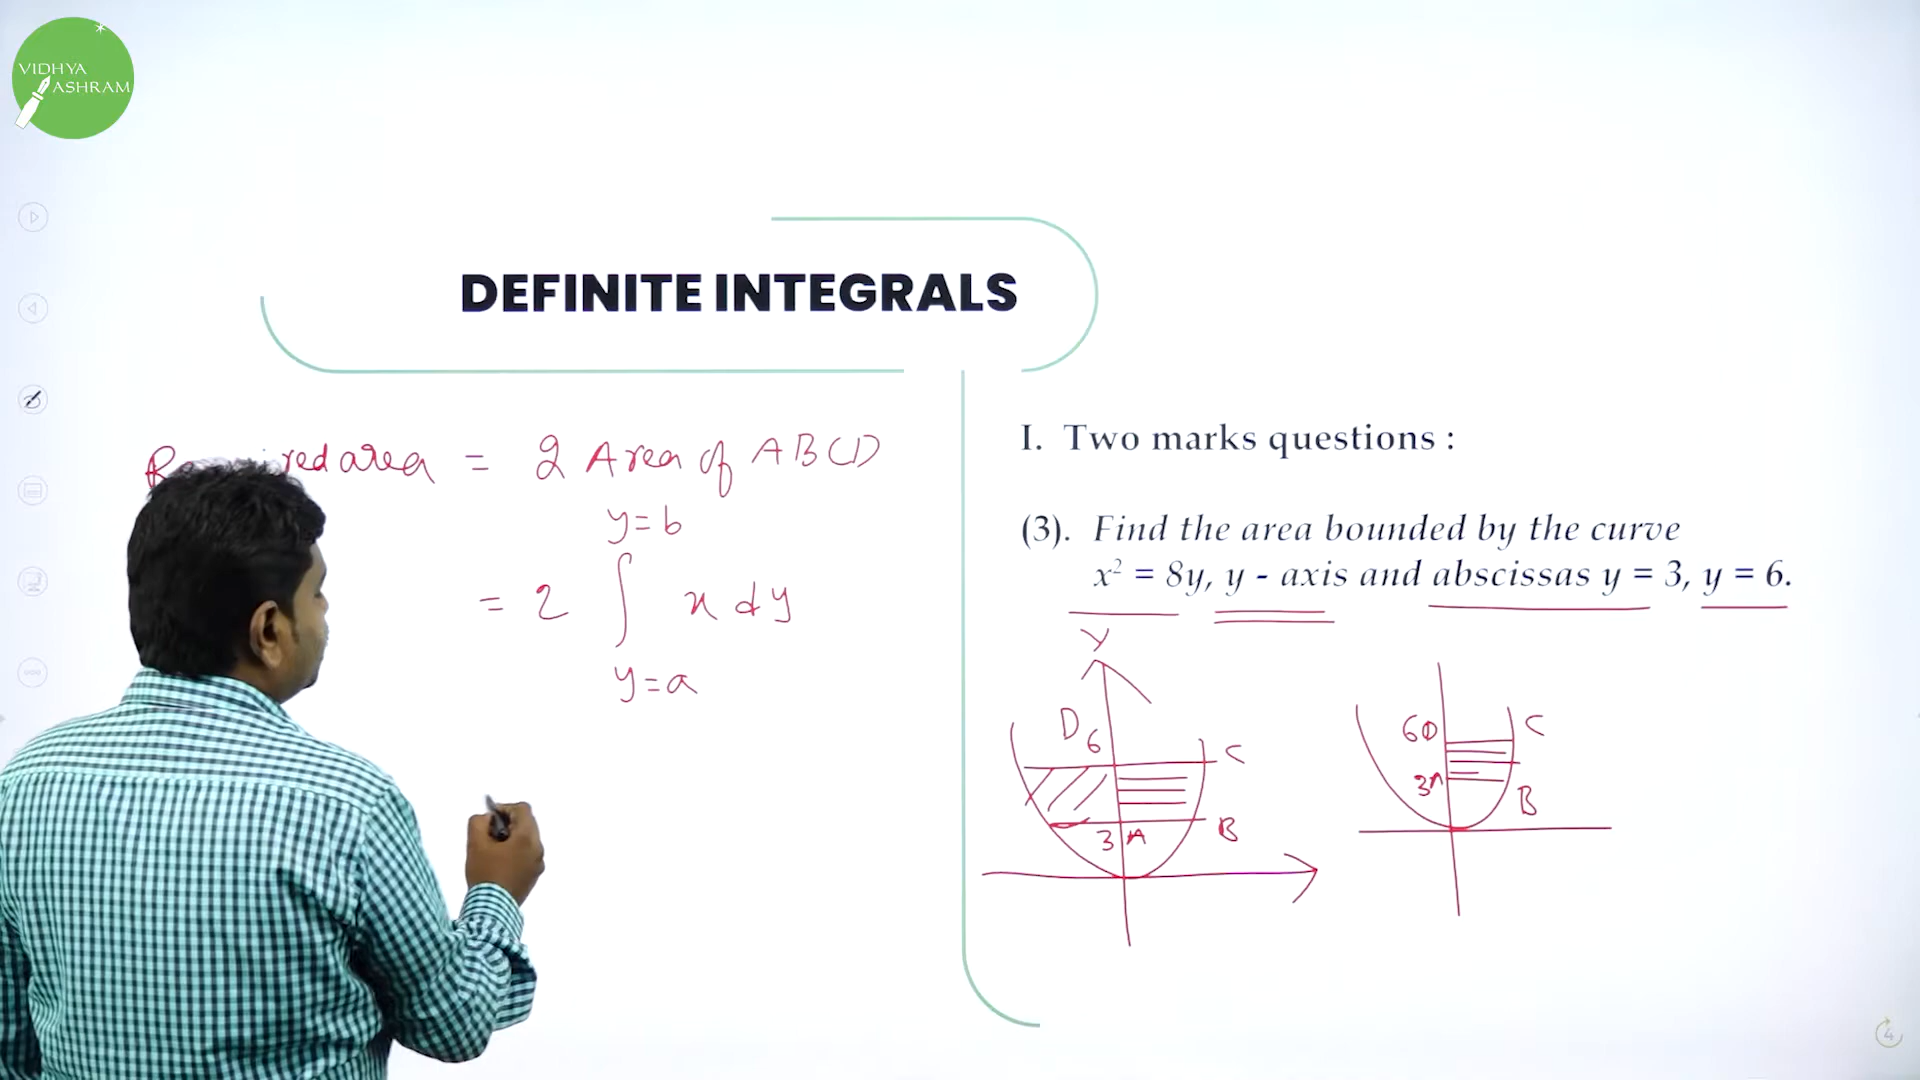 VIDHYA
ASHRAM
DEFINITE INTEGRALS
red area = 2 Area of ABCD
y=b
= 2 ∫ x dy
y=a
I. Two marks questions :
(3). Find the area bounded by the curve
x² = 8y, y - axis and abscissas y = 3, y = 6.
Y
D 6 C
3 A B
6 D C
3 A B
4